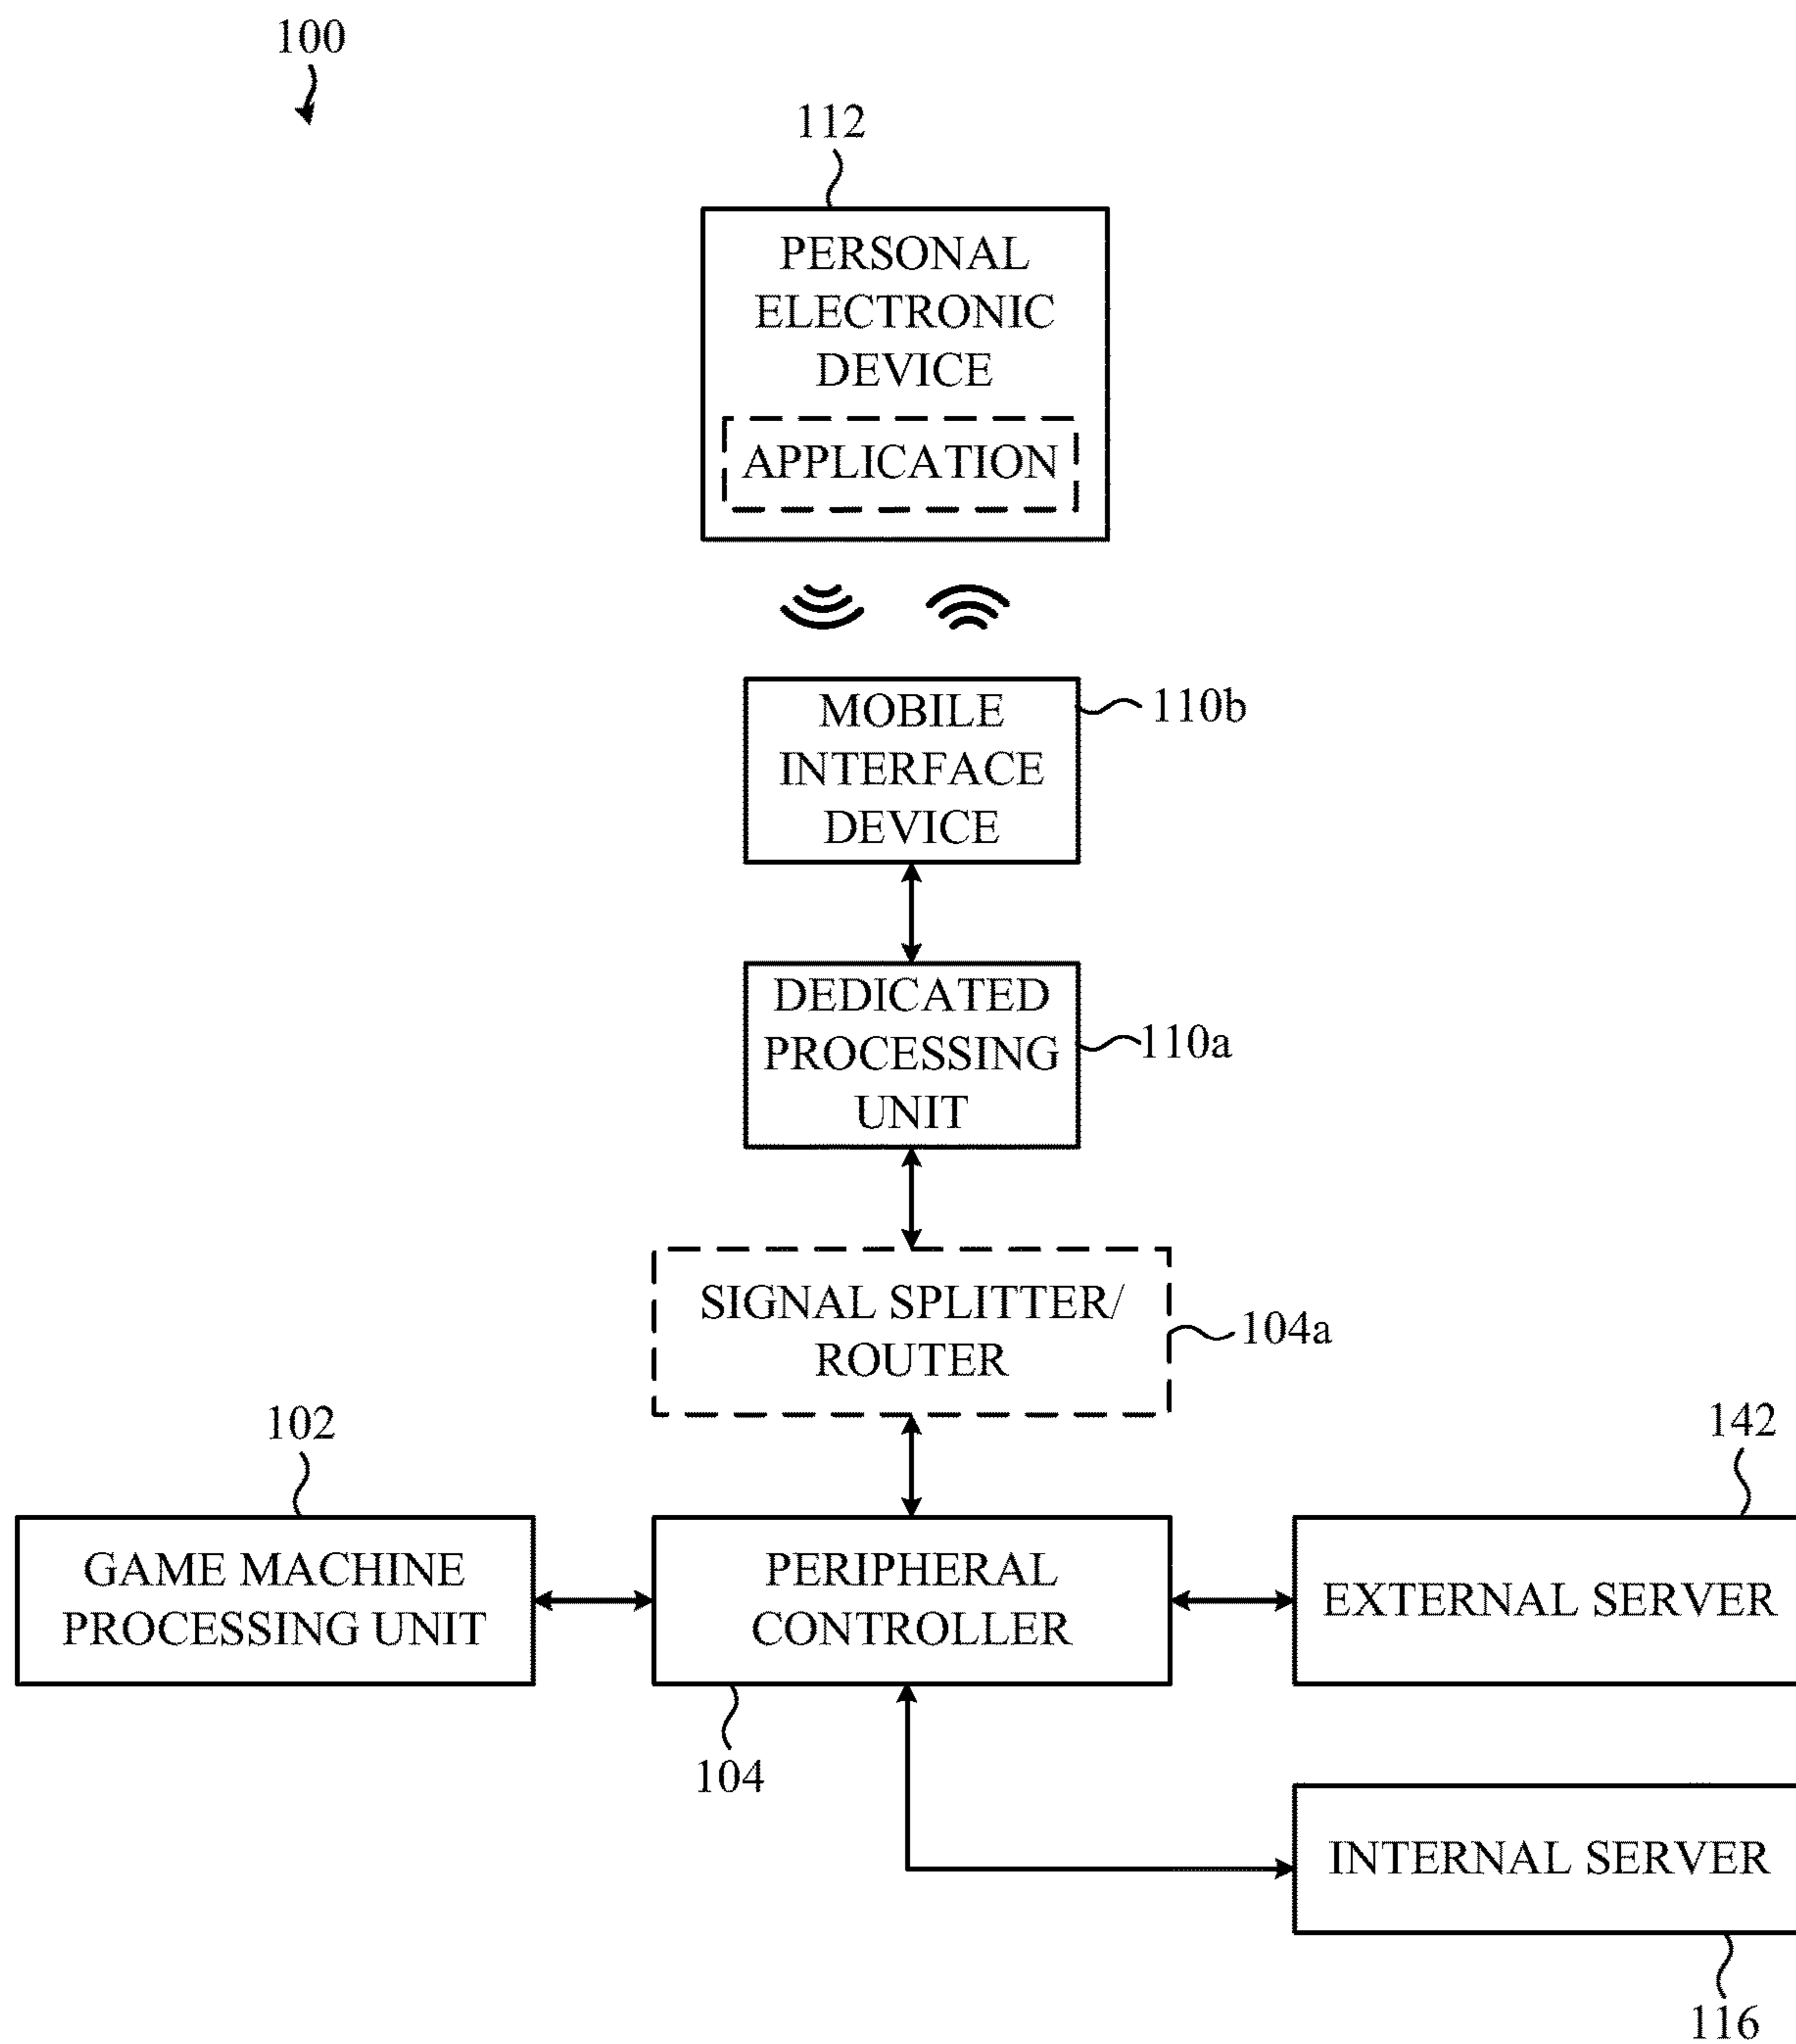 100
112
PERSONAL
ELECTRONIC
DEVICE
APPLICATION
MOBILE
INTERFACE
DEVICE
110b
DEDICATED
PROCESSING
UNIT
110a
SIGNAL SPLITTER/
ROUTER
104a
102
142
GAME MACHINE
PROCESSING UNIT
PERIPHERAL
CONTROLLER
EXTERNAL SERVER
104
INTERNAL SERVER
116